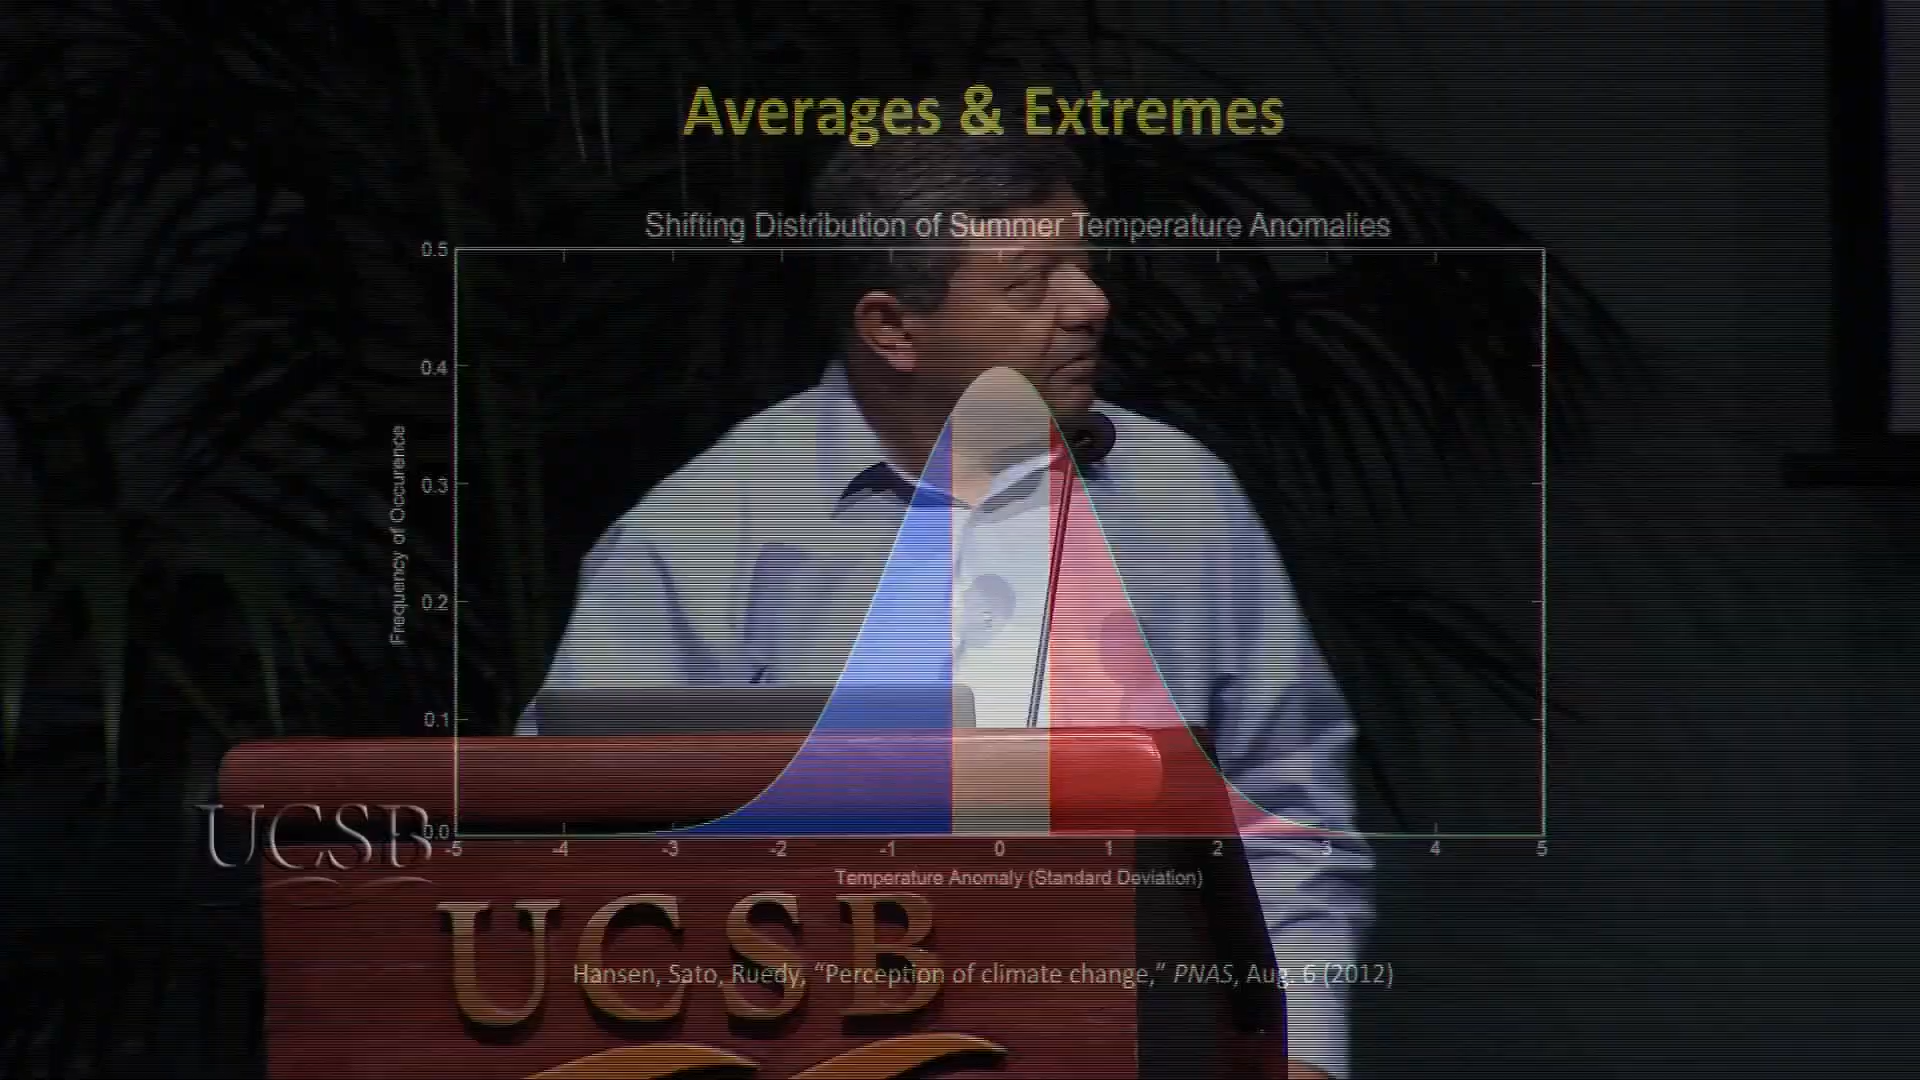 Averages & Extremes
Shifting Distribution of Summer Temperature Anomalies
0.5
0.4
0.3
0.2
0.1
0.0
Frequency of Occurence
-5 -4 -3 -2 -1 0 1 2 3 4 5
Temperature Anomaly (Standard Deviation)
UCSB
UCSB
Hansen, Sato, Ruedy, “Perception of climate change,” PNAS, Aug. 6 (2012)